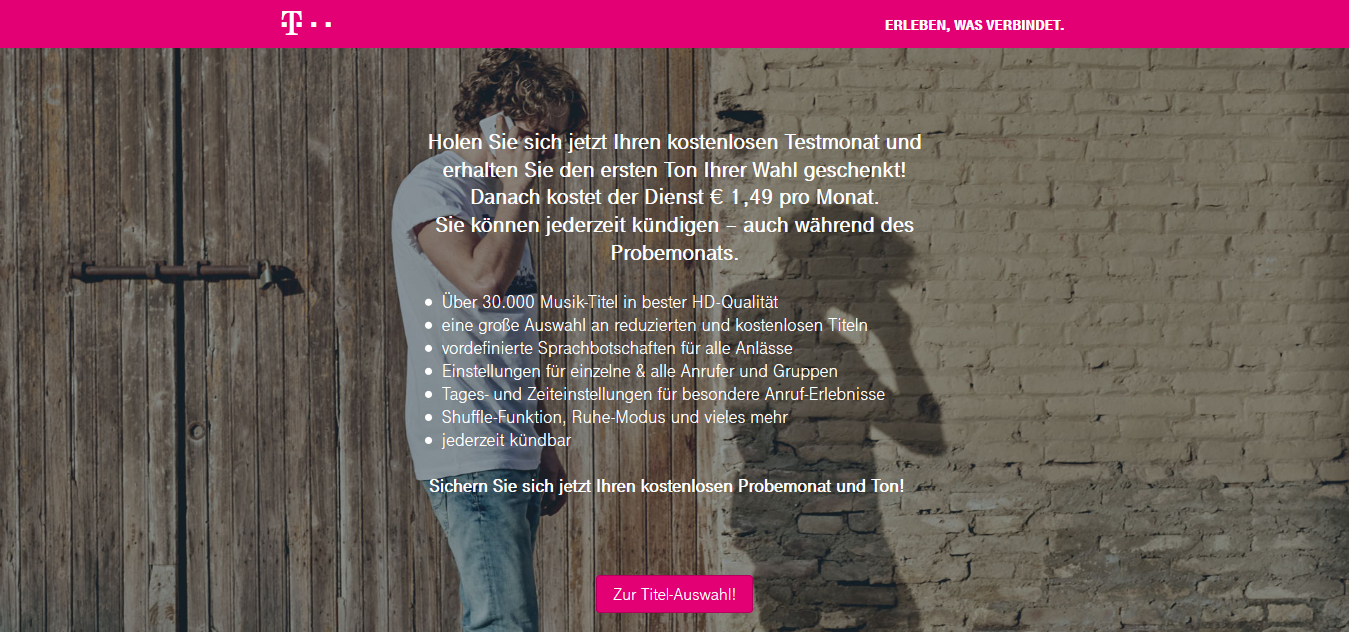 T
ERLEBEN, WAS VERBINDET.
Holen Sie sich jetzt Ihren kostenlosen Testmonat und
erhalten Sie den ersten Ton Ihrer Wahl geschenkt!
Danach kostet der Dienst € 1,49 pro Monat.
Sie können jederzeit kündigen – auch während des
Probemonats.
• Über 30.000 Musik-Titel in bester HD-Qualität
• eine große Auswahl an reduzierten und kostenlosen Titeln
• vordefinierte Sprachbotschaften für alle Anlässe
• Einstellungen für einzelne & alle Anrufer und Gruppen
• Tages- und Zeiteinstellungen für besondere Anruf-Erlebnisse
• Shuffle-Funktion, Ruhe-Modus und vieles mehr
• jederzeit kündbar
Sichern Sie sich jetzt Ihren kostenlosen Probemonat und Ton!
Zur Titel-Auswahl!